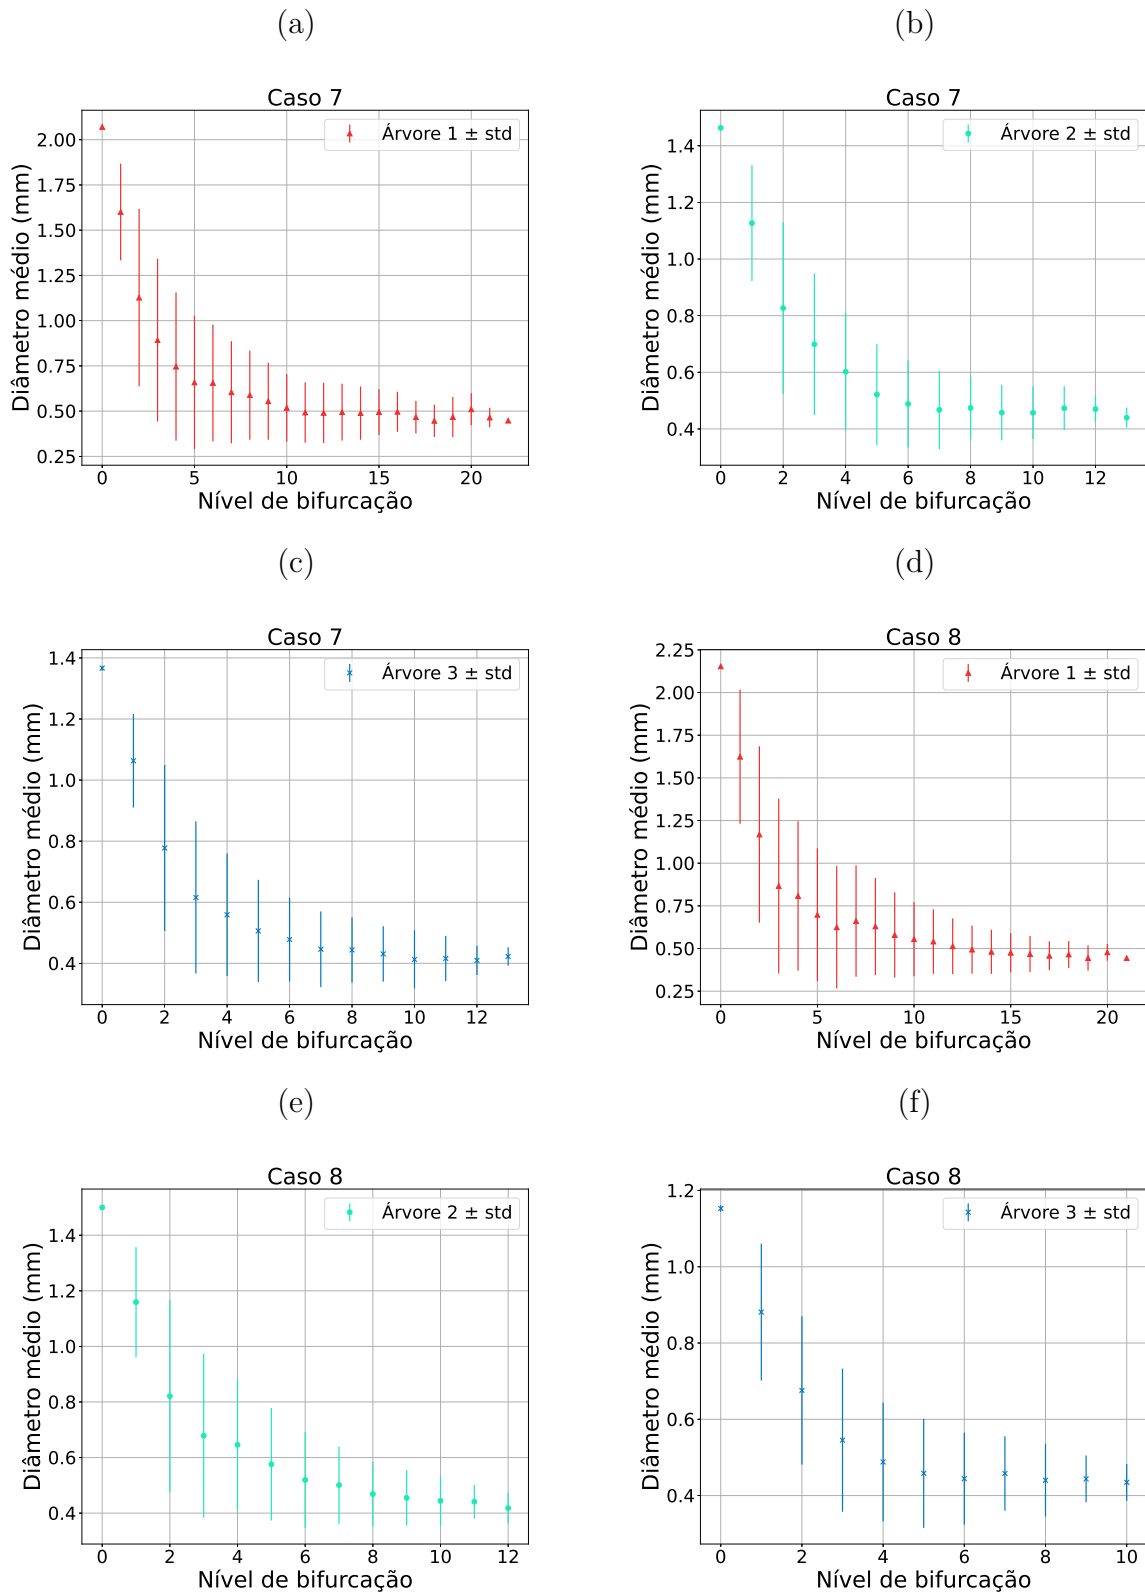 (a)
Caso 7
Árvore 1 ± std
Diâmetro médio (mm)
2.00
1.75
1.50
1.25
1.00
0.75
0.50
0.25
0 5 10 15 20
Nível de bifurcação
(b)
Caso 7
Árvore 2 ± std
Diâmetro médio (mm)
1.4
1.2
1.0
0.8
0.6
0.4
0 2 4 6 8 10 12
Nível de bifurcação
(c)
Caso 7
Árvore 3 ± std
Diâmetro médio (mm)
1.4
1.2
1.0
0.8
0.6
0.4
0 2 4 6 8 10 12
Nível de bifurcação
(d)
Caso 8
Árvore 1 ± std
Diâmetro médio (mm)
2.25
2.00
1.75
1.50
1.25
1.00
0.75
0.50
0.25
0 5 10 15 20
Nível de bifurcação
(e)
Caso 8
Árvore 2 ± std
Diâmetro médio (mm)
1.4
1.2
1.0
0.8
0.6
0.4
0 2 4 6 8 10 12
Nível de bifurcação
(f)
Caso 8
Árvore 3 ± std
Diâmetro médio (mm)
1.2
1.0
0.8
0.6
0.4
0 2 4 6 8 10
Nível de bifurcação